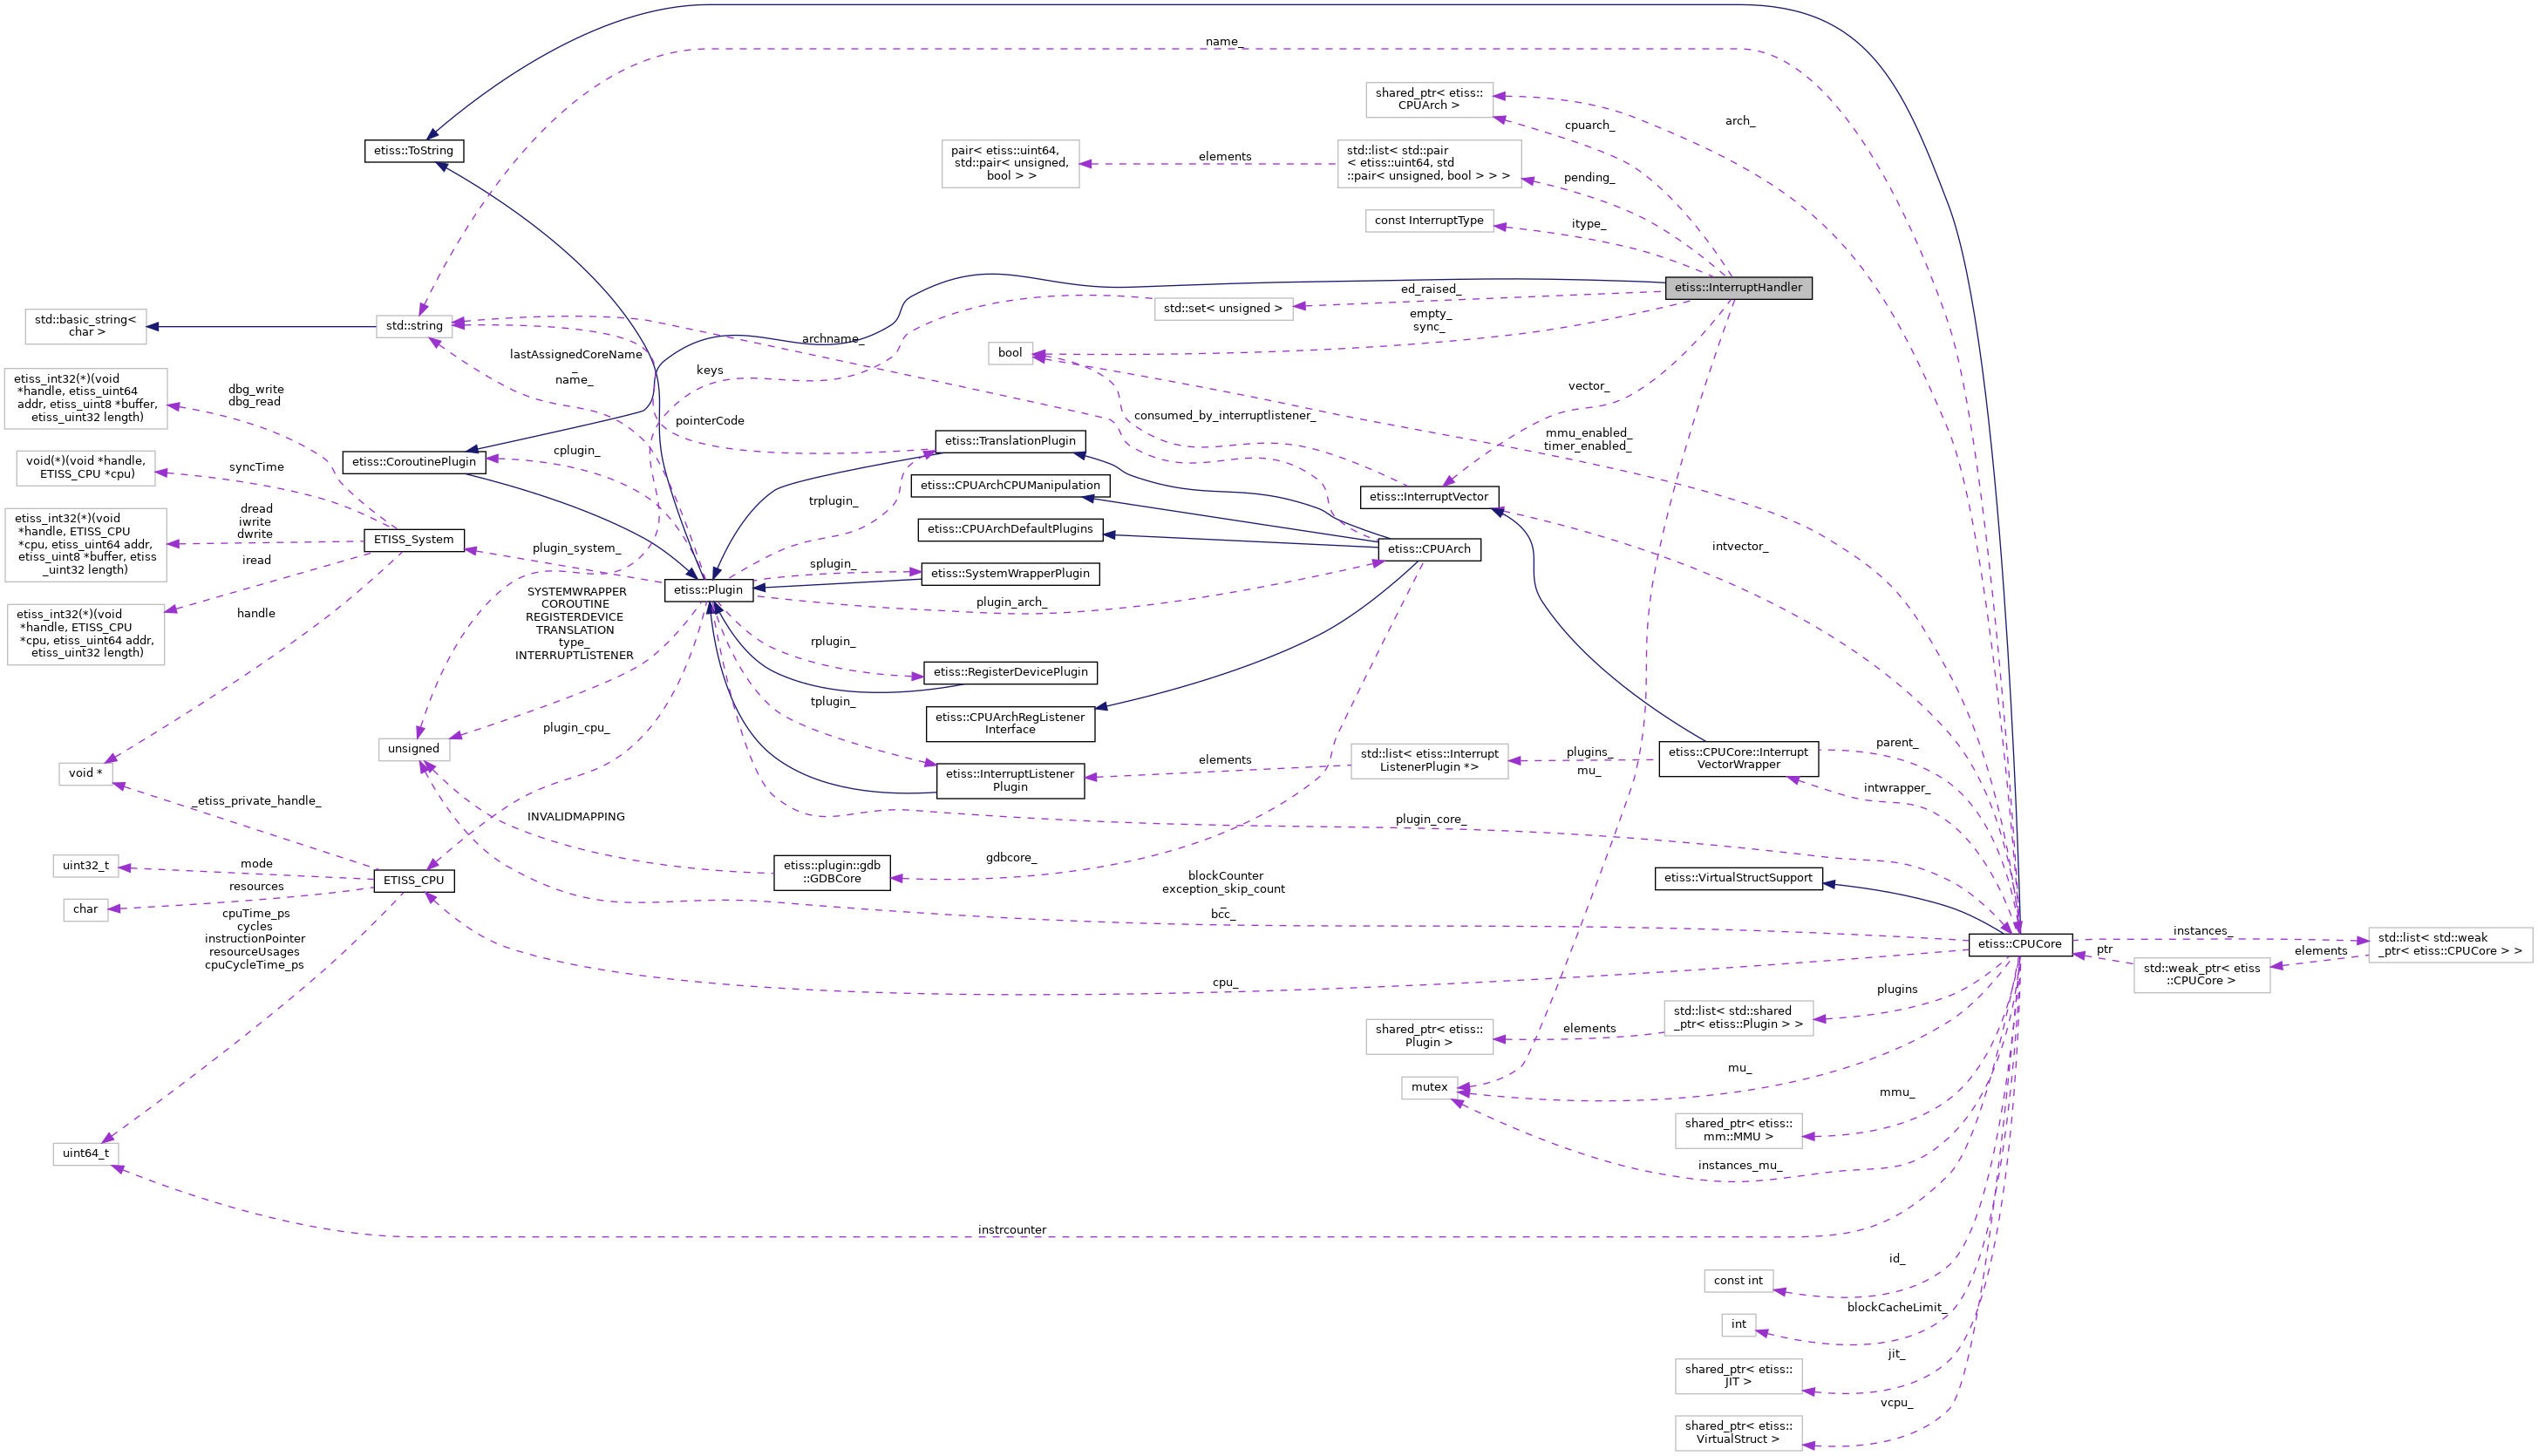 name_
shared_ptr< etiss::
CPUArch >
arch_
cpuarch_
etiss::ToString
pair< etiss::uint64,
std::pair< unsigned,
bool > >
elements
std::list< std::pair
< etiss::uint64, std
::pair< unsigned, bool > > >
pending_
const InterruptType
itype_
etiss::InterruptHandler
ed_raised_
std::set< unsigned >
empty_
sync_
std::basic_string<
char >
std::string
archname_
bool
lastAssignedCoreName
_
name_
keys
vector_
etiss_int32(*)(void
*handle, etiss_uint64
addr, etiss_uint8 *buffer,
etiss_uint32 length)
dbg_write
dbg_read
pointerCode
consumed_by_interruptlistener_
mmu_enabled_
timer_enabled_
etiss::TranslationPlugin
cplugin_
etiss::CoroutinePlugin
void(*)(void *handle,
ETISS_CPU *cpu)
syncTime
etiss::CPUArchCPUManipulation
trplugin_
etiss::InterruptVector
etiss_int32(*)(void
*handle, ETISS_CPU
*cpu, etiss_uint64 addr,
etiss_uint8 *buffer, etiss
_uint32 length)
dread
iwrite
dwrite
ETISS_System
etiss::CPUArchDefaultPlugins
etiss::CPUArch
intvector_
iread
plugin_system_
splugin_
etiss::SystemWrapperPlugin
etiss::Plugin
plugin_arch_
etiss_int32(*)(void
*handle, ETISS_CPU
*cpu, etiss_uint64 addr,
etiss_uint32 length)
handle
SYSTEMWRAPPER
COROUTINE
REGISTERDEVICE
TRANSLATION
type_
INTERRUPTLISTENER
rplugin_
etiss::RegisterDevicePlugin
tplugin_
etiss::CPUArchRegListener
Interface
plugin_cpu_
unsigned
void *
etiss::InterruptListener
Plugin
elements
std::list< etiss::Interrupt
ListenerPlugin *>
plugins_
mu_
etiss::CPUCore::Interrupt
VectorWrapper
parent_
intwrapper_
_etiss_private_handle_
INVALIDMAPPING
plugin_core_
uint32_t
mode
ETISS_CPU
etiss::plugin::gdb
::GDBCore
gdbcore_
etiss::VirtualStructSupport
resources
char
blockCounter
exception_skip_count
_
bcc_
cpuTime_ps
cycles
instructionPointer
resourceUsages
cpuCycleTime_ps
cpu_
etiss::CPUCore
instances_
std::list< std::weak
_ptr< etiss::CPUCore > >
ptr
elements
std::weak_ptr< etiss
::CPUCore >
plugins
std::list< std::shared
_ptr< etiss::Plugin > >
elements
shared_ptr< etiss::
Plugin >
mutex
mu_
mmu_
shared_ptr< etiss::
mm::MMU >
uint64_t
instances_mu_
instrcounter
id_
const int
blockCacheLimit_
int
jit_
shared_ptr< etiss::
JIT >
vcpu_
shared_ptr< etiss::
VirtualStruct >